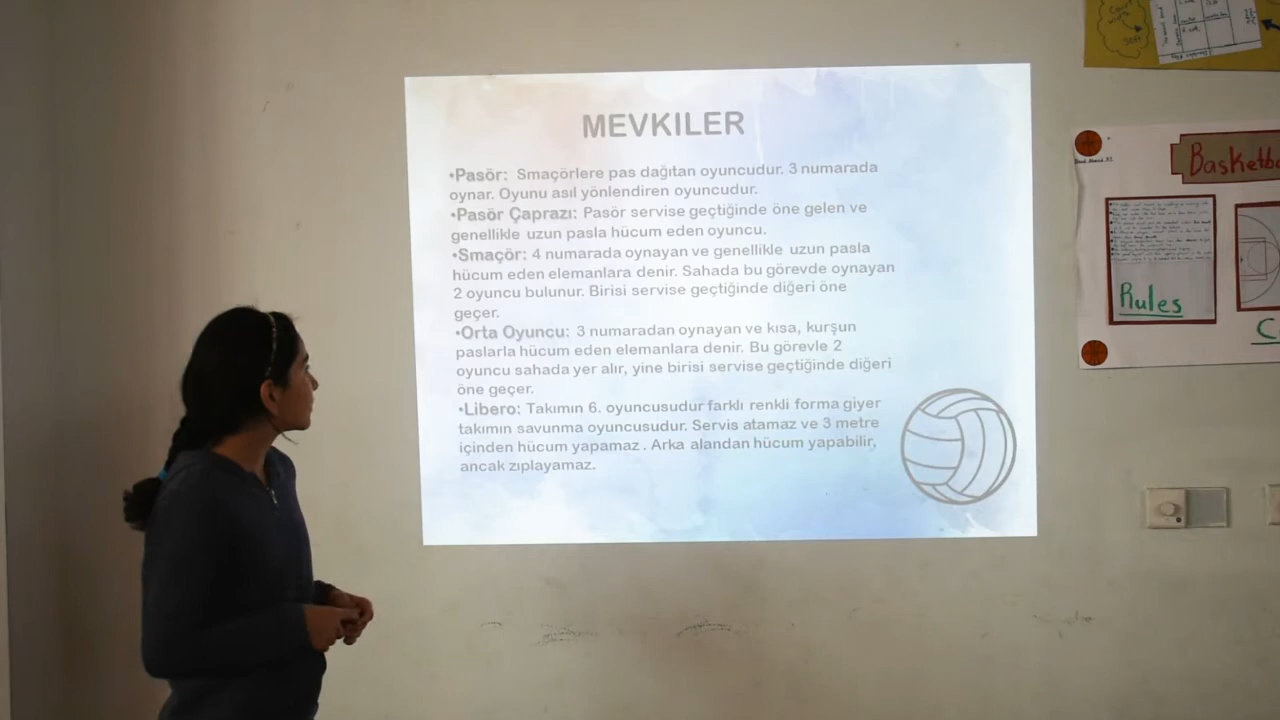 MEVKILER
•Pasör: Smaçörlere pas dağıtan oyuncudur. 3 numarada
oynar. Oyunu asıl yönlendiren oyuncudur.
•Pasör Çaprazı: Pasör servise geçtiğinde öne gelen ve
genellikle uzun pasla hücum eden oyuncu.
•Smaçör: 4 numarada oynayan ve genellikle uzun pasla
hücum eden elemanlara denir. Sahada bu görevde oynayan
2 oyuncu bulunur. Birisi servise geçtiğinde diğeri öne
geçer.
•Orta Oyuncu: 3 numaradan oynayan ve kısa, kurşun
paslarla hücum eden elemanlara denir. Bu görevle 2
oyuncu sahada yer alır, yine birisi servise geçtiğinde diğeri
öne geçer.
•Libero: Takımın 6. oyuncusudur farklı renkli forma giyer
takımın savunma oyuncusudur. Servis atamaz ve 3 metre
içinden hücum yapamaz . Arka alandan hücum yapabilir,
ancak zıplayamaz.
Basketb
Rules
C